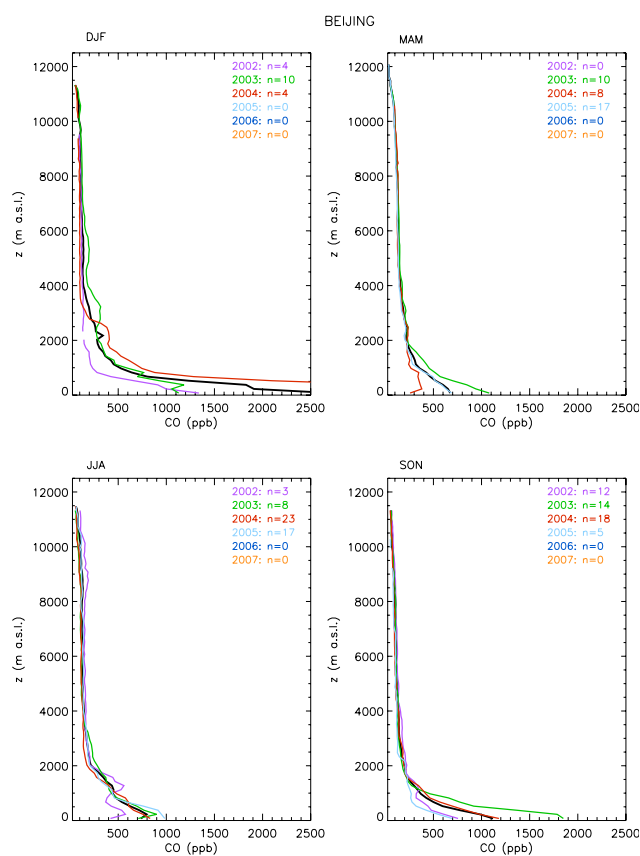 BEIJING
DJF
2002: n=4
2003: n=10
2004: n=4
2005: n=0
2006: n=0
2007: n=0
12000
10000
8000
6000
4000
2000
0
z (m a.s.l.)
500 1000 1500 2000 2500
CO (ppb)
MAM
2002: n=0
2003: n=10
2004: n=8
2005: n=17
2006: n=0
2007: n=0
12000
10000
8000
6000
4000
2000
0
z (m a.s.l.)
500 1000 1500 2000 2500
CO (ppb)
JJA
2002: n=3
2003: n=8
2004: n=23
2005: n=17
2006: n=0
2007: n=0
12000
10000
8000
6000
4000
2000
0
z (m a.s.l.)
500 1000 1500 2000 2500
CO (ppb)
SON
2002: n=12
2003: n=14
2004: n=18
2005: n=5
2006: n=0
2007: n=0
12000
10000
8000
6000
4000
2000
0
z (m a.s.l.)
500 1000 1500 2000 2500
CO (ppb)